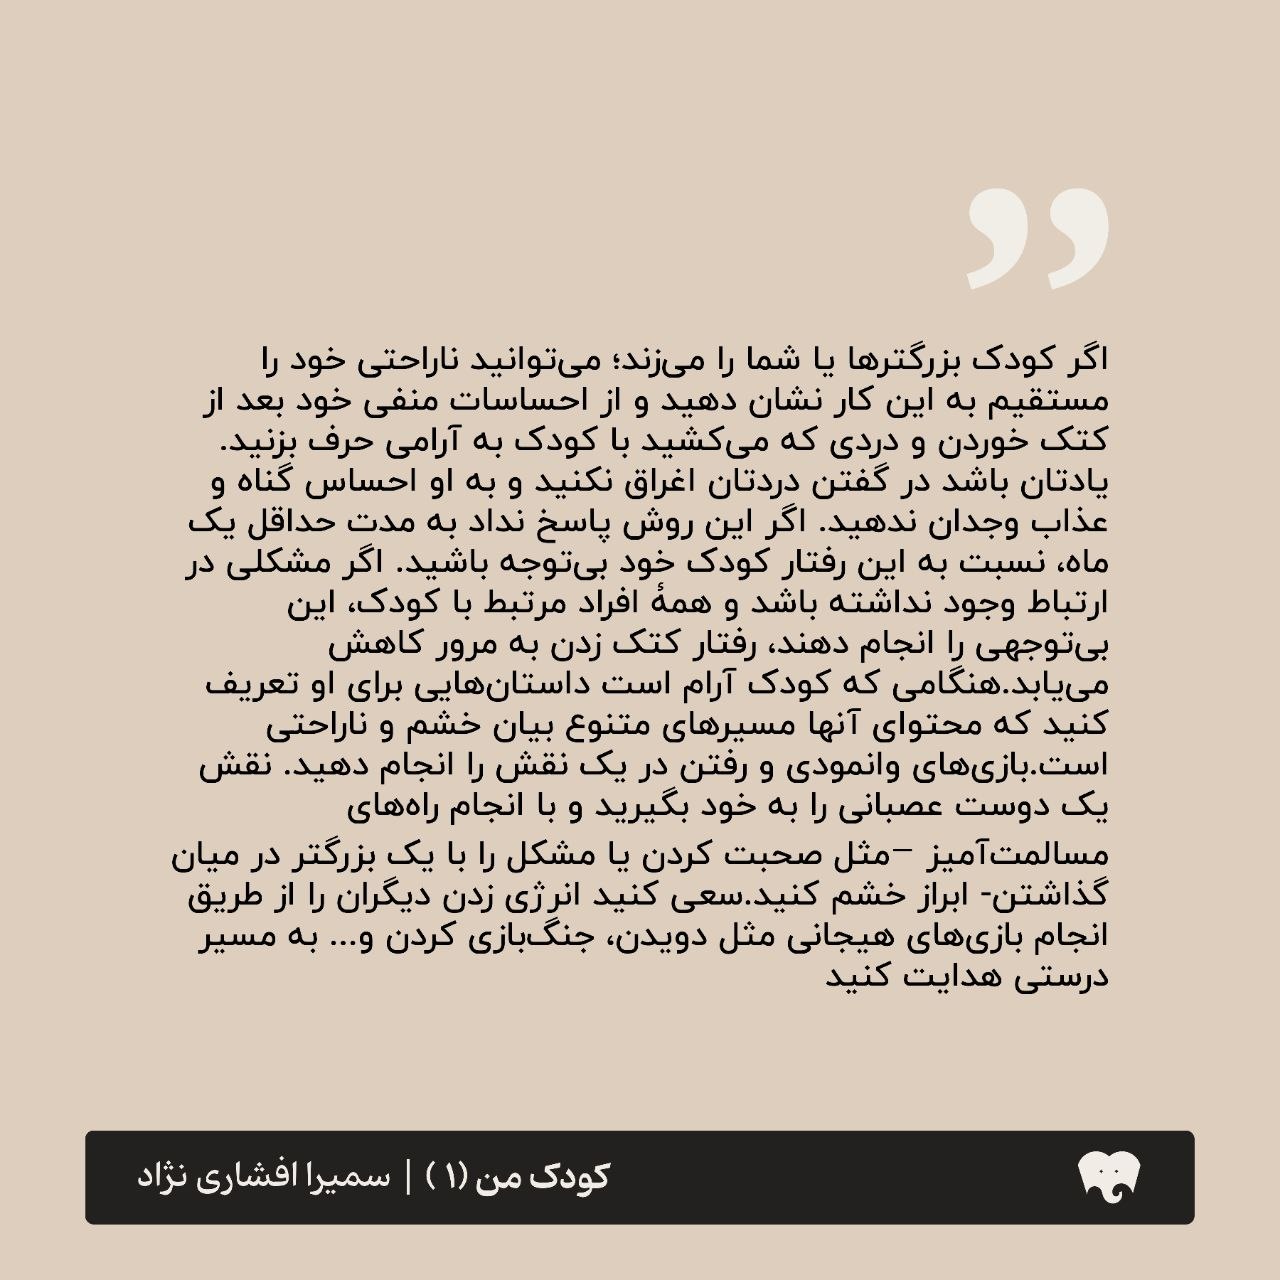 ”
اگر کودک بزرگترها یا شما را می‌زند؛ می‌توانید ناراحتی خود را
مستقیم به این کار نشان دهید و از احساسات منفی خود بعد از
کتک خوردن و دردی که می‌کشید با کودک به آرامی حرف بزنید.
یادتان باشد در گفتن دردتان اغراق نکنید و به او احساس گناه و
عذاب وجدان ندهید. اگر این روش پاسخ نداد به مدت حداقل یک
ماه، نسبت به این رفتار کودک خود بی‌توجه باشید. اگر مشکلی در
ارتباط وجود نداشته باشد و همهٔ افراد مرتبط با کودک، این
بی‌توجهی را انجام دهند، رفتار کتک زدن به مرور کاهش
می‌یابد.هنگامی که کودک آرام است داستان‌هایی برای او تعریف
کنید که محتوای آنها مسیرهای متنوع بیان خشم و ناراحتی
است.بازی‌های وانمودی و رفتن در یک نقش را انجام دهید. نقش
یک دوست عصبانی را به خود بگیرید و با انجام راه‌های
مسالمت‌آمیز –مثل صحبت کردن یا مشکل را با یک بزرگتر در میان
گذاشتن- ابراز خشم کنید.سعی کنید انرژی زدن دیگران را از طریق
انجام بازی‌های هیجانی مثل دویدن، جنگ‌بازی کردن و... به مسیر
درستی هدایت کنید
کودک من (۱) | سمیرا افشاری نژاد